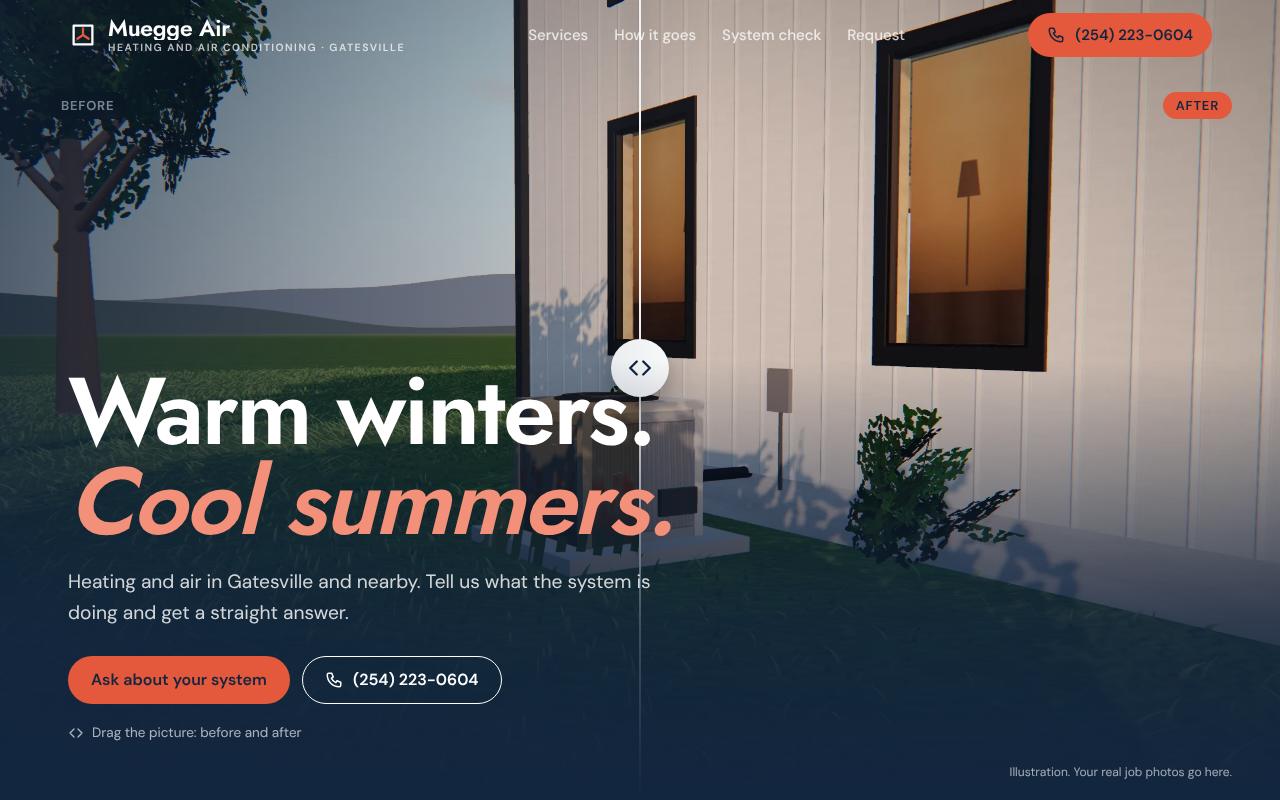 Muegge Air
HEATING AND AIR CONDITIONING · GATESVILLE
Services
How it goes
System check
Request
(254) 223-0604
BEFORE
AFTER
Warm winters.
Cool summers.
Heating and air in Gatesville and nearby. Tell us what the system is
doing and get a straight answer.
Ask about your system
(254) 223-0604
Drag the picture: before and after
Illustration. Your real job photos go here.